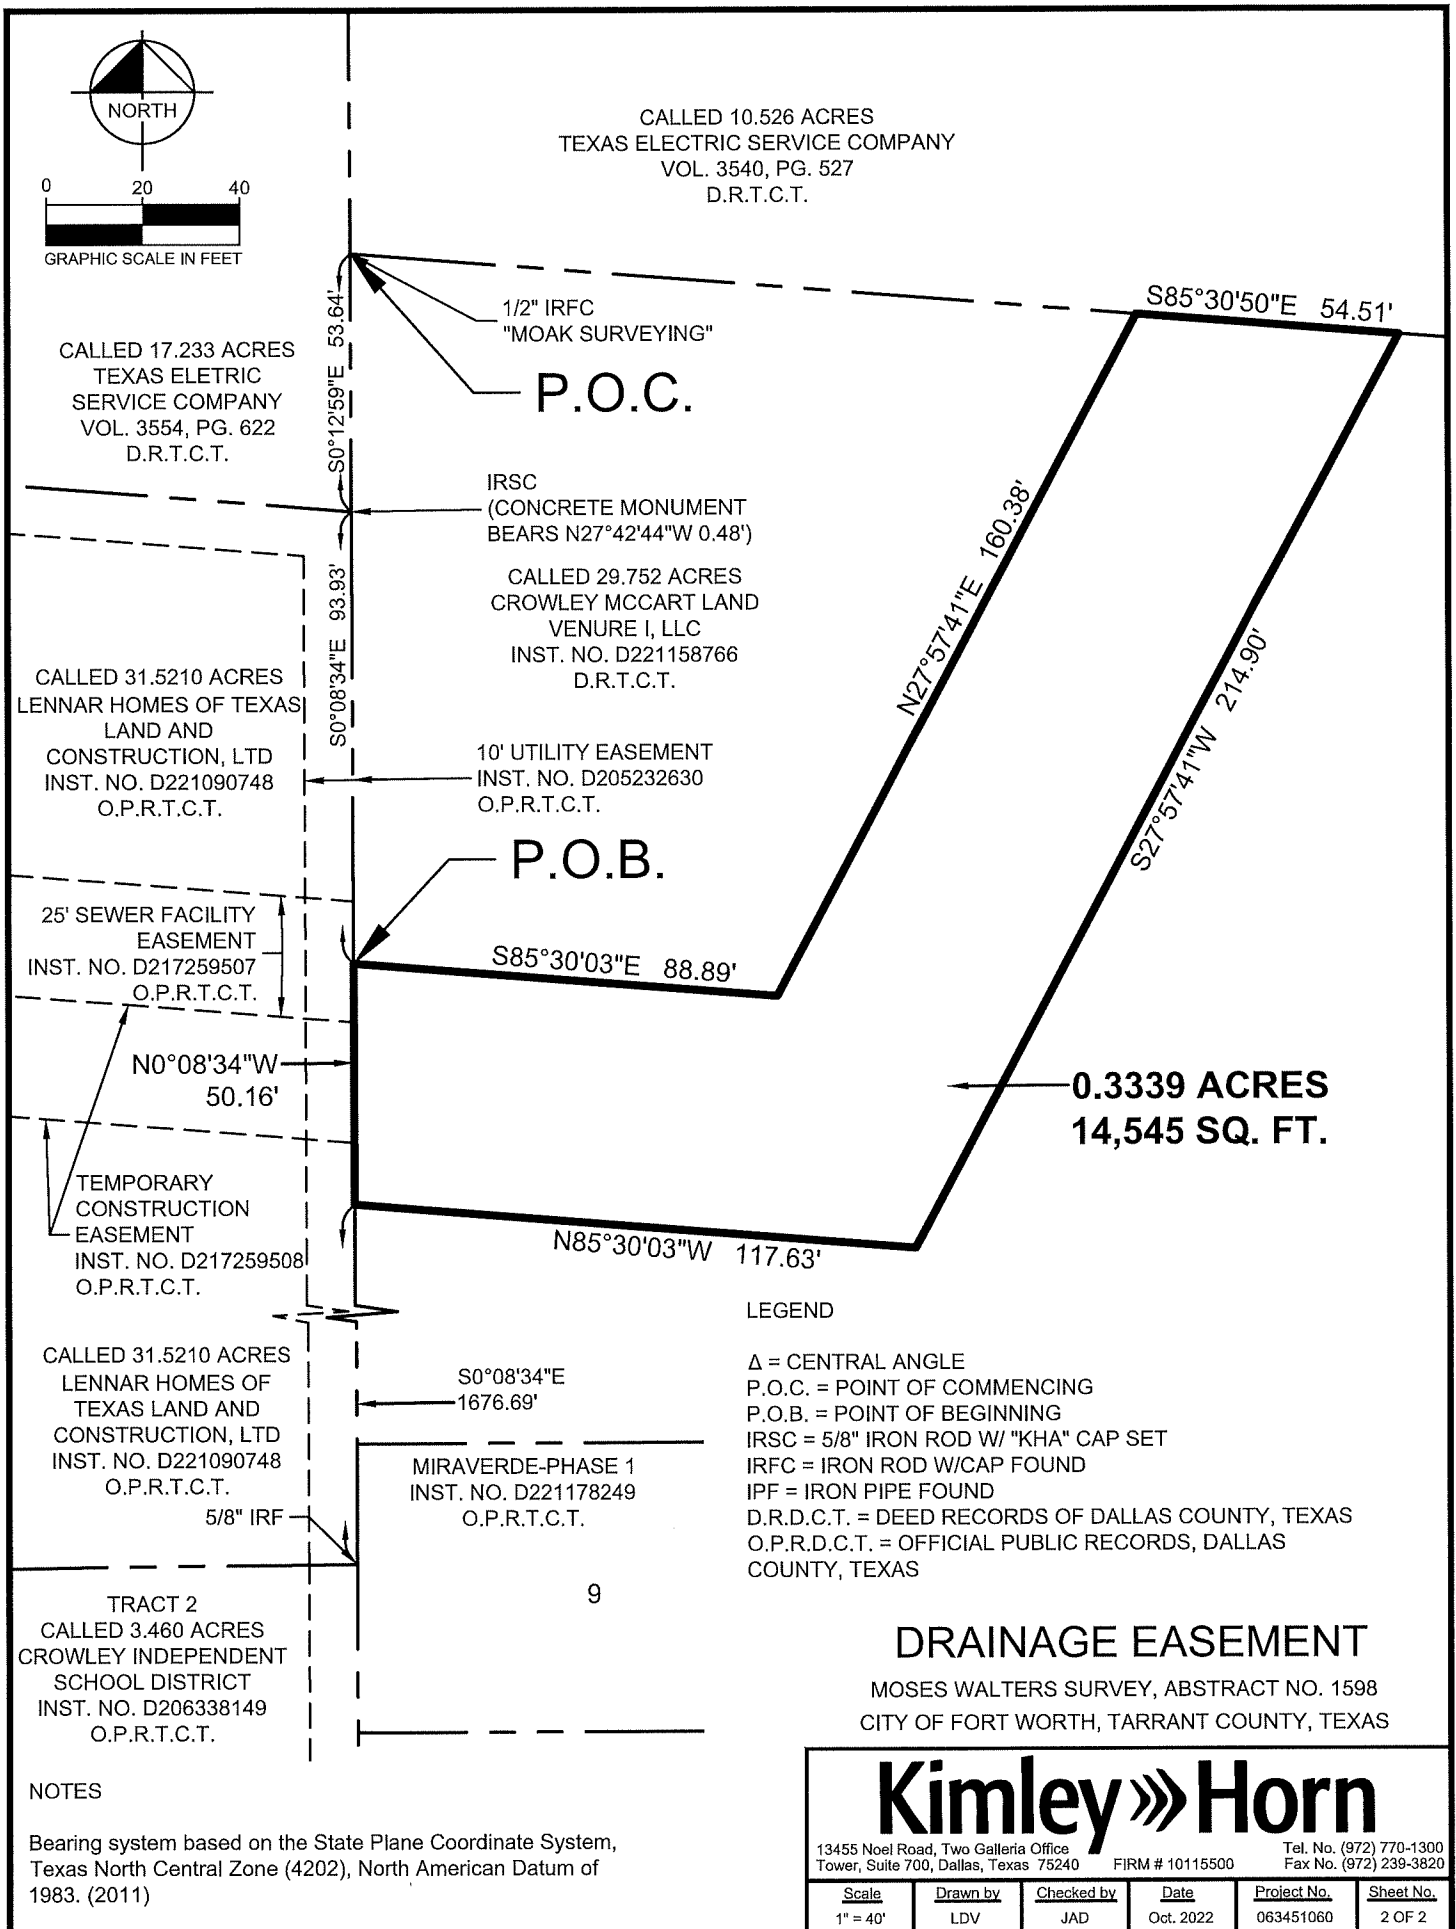 NORTH
0 20 40
GRAPHIC SCALE IN FEET
CALLED 10.526 ACRES
TEXAS ELECTRIC SERVICE COMPANY
VOL. 3540, PG. 527
D.R.T.C.T.
S85°30'50"E 54.51'
1/2" IRFC
"MOAK SURVEYING"
P.O.C.
S0°12'59"E 53.64'
CALLED 17.233 ACRES
TEXAS ELETRIC
SERVICE COMPANY
VOL. 3554, PG. 622
D.R.T.C.T.
IRSC
(CONCRETE MONUMENT
BEARS N27°42'44"W 0.48')
N27°57'41"E 160.38'
S0°08'34"E 93.93'
CALLED 29.752 ACRES
CROWLEY MCCART LAND
VENURE I, LLC
INST. NO. D221158766
D.R.T.C.T.
S27°57'41"W 214.90'
CALLED 31.5210 ACRES
LENNAR HOMES OF TEXAS
LAND AND
CONSTRUCTION, LTD
INST. NO. D221090748
O.P.R.T.C.T.
10' UTILITY EASEMENT
INST. NO. D205232630
O.P.R.T.C.T.
P.O.B.
25' SEWER FACILITY
EASEMENT
INST. NO. D217259507
O.P.R.T.C.T.
S85°30'03"E 88.89'
N0°08'34"W
50.16'
0.3339 ACRES
14,545 SQ. FT.
TEMPORARY
CONSTRUCTION
EASEMENT
INST. NO. D217259508
O.P.R.T.C.T.
N85°30'03"W 117.63'
CALLED 31.5210 ACRES
LENNAR HOMES OF
TEXAS LAND AND
CONSTRUCTION, LTD
INST. NO. D221090748
O.P.R.T.C.T.
S0°08'34"E
1676.69'
MIRAVERDE-PHASE 1
INST. NO. D221178249
O.P.R.T.C.T.
5/8" IRF
9
TRACT 2
CALLED 3.460 ACRES
CROWLEY INDEPENDENT
SCHOOL DISTRICT
INST. NO. D206338149
O.P.R.T.C.T.
LEGEND
Δ = CENTRAL ANGLE
P.O.C. = POINT OF COMMENCING
P.O.B. = POINT OF BEGINNING
IRSC = 5/8" IRON ROD W/ "KHA" CAP SET
IRFC = IRON ROD W/CAP FOUND
IPF = IRON PIPE FOUND
D.R.D.C.T. = DEED RECORDS OF DALLAS COUNTY, TEXAS
O.P.R.D.C.T. = OFFICIAL PUBLIC RECORDS, DALLAS
COUNTY, TEXAS
DRAINAGE EASEMENT
MOSES WALTERS SURVEY, ABSTRACT NO. 1598
CITY OF FORT WORTH, TARRANT COUNTY, TEXAS
NOTES
Bearing system based on the State Plane Coordinate System,
Texas North Central Zone (4202), North American Datum of
1983. (2011)
Kimley»Horn
13455 Noel Road, Two Galleria Office
Tower, Suite 700, Dallas, Texas 75240
FIRM # 10115500
Tel. No. (972) 770-1300
Fax No. (972) 239-3820
Scale Drawn by Checked by Date Project No. Sheet No.
1" = 40' LDV JAD Oct. 2022 063451060 2 OF 2